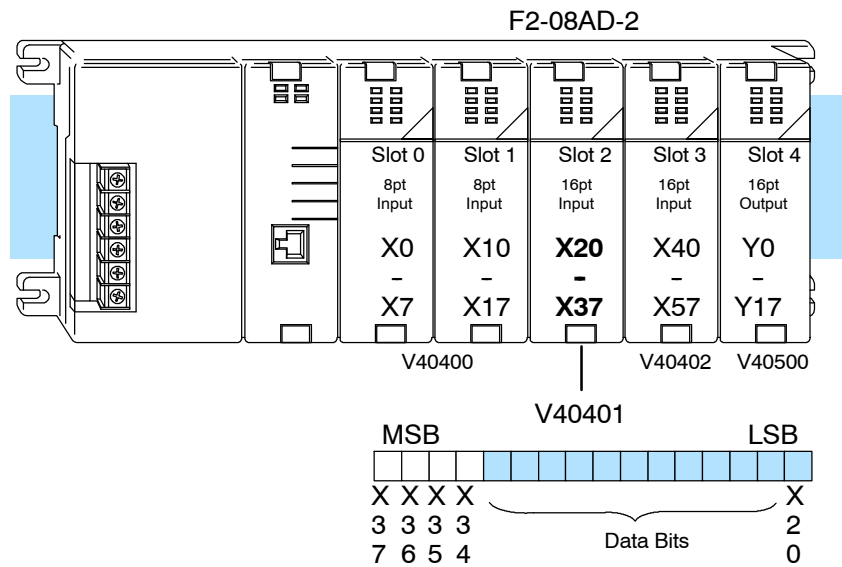 F2-08AD-2
Slot 0 Slot 1 Slot 2 Slot 3 Slot 4
8pt 8pt 16pt 16pt 16pt
Input Input Input Input Output
X0 X10 X20 X40 Y0
- - - - -
X7 X17 X37 X57 Y17
V40400 V40402 V40500
V40401
MSB LSB
X X X X X
3 3 3 3 2
7 6 5 4 0
Data Bits